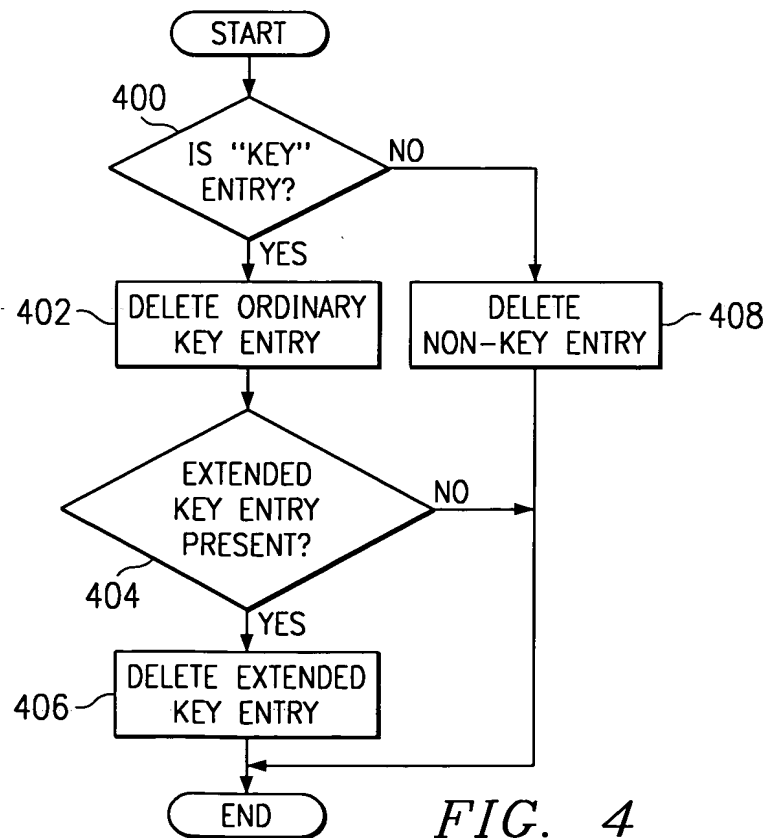 START
400
IS "KEY"
ENTRY?
NO
YES
402
DELETE ORDINARY
KEY ENTRY
DELETE
NON-KEY ENTRY
408
EXTENDED
KEY ENTRY
PRESENT?
NO
404
YES
406
DELETE EXTENDED
KEY ENTRY
END
FIG. 4